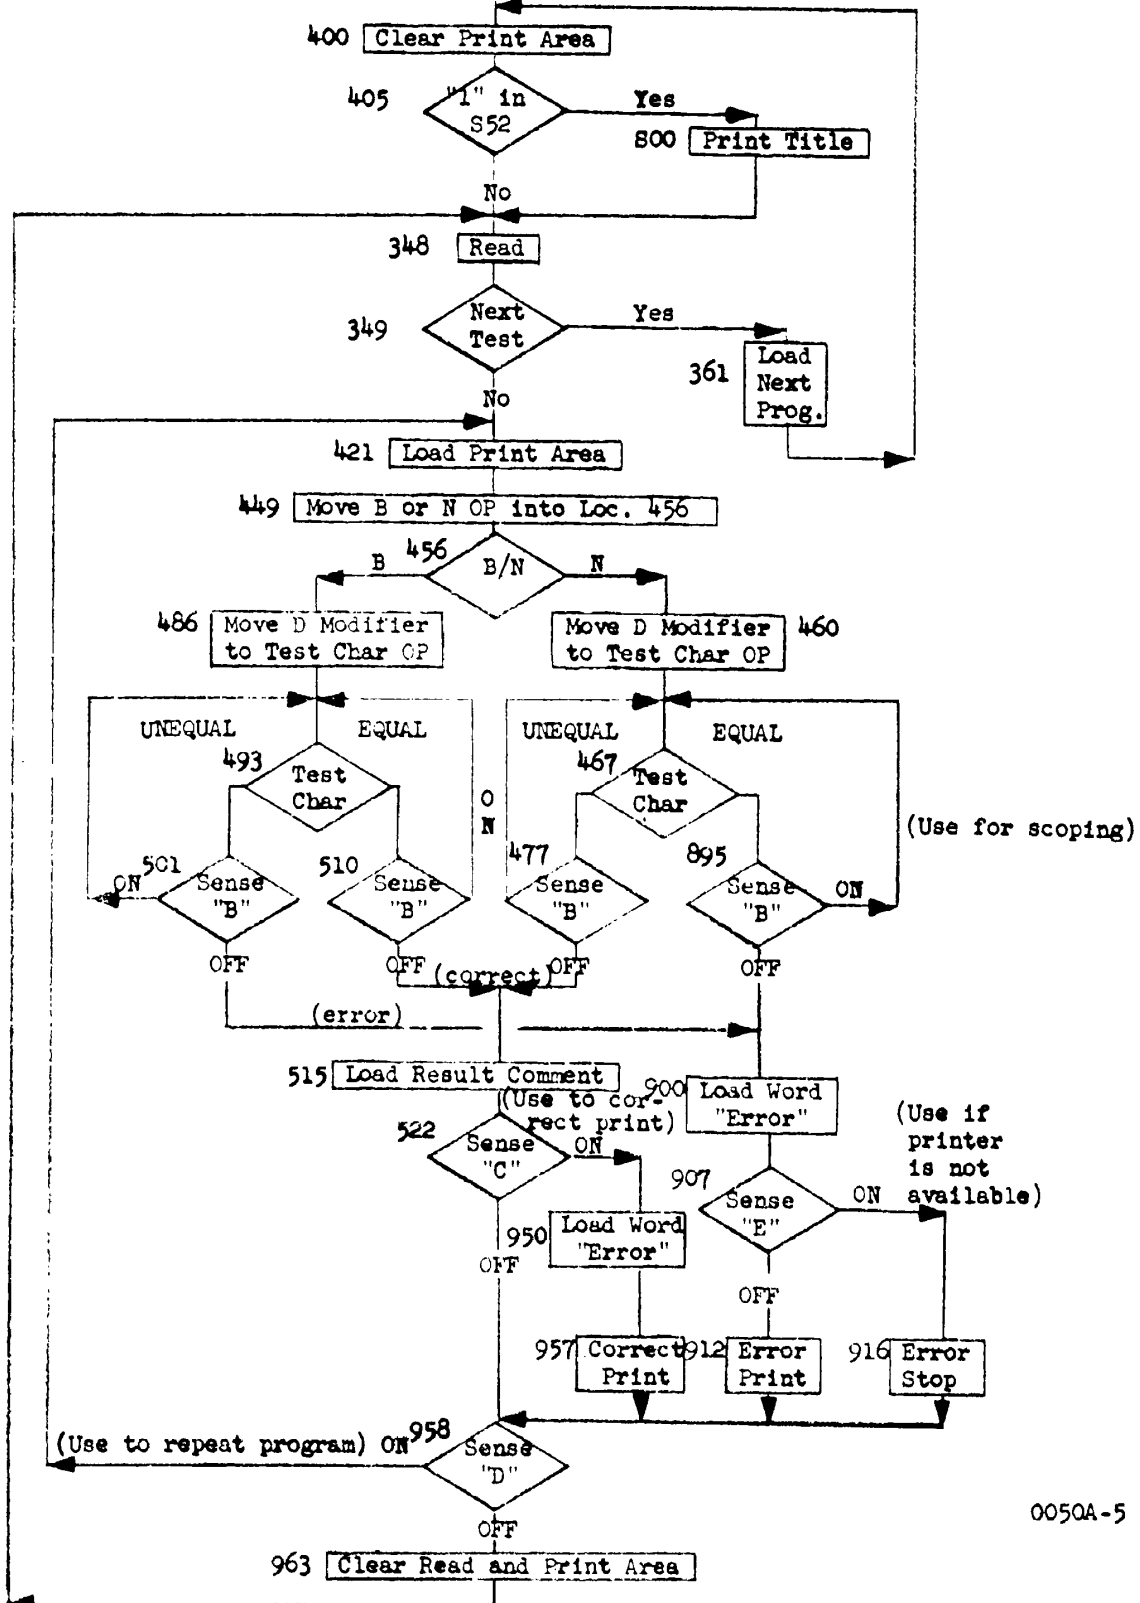 400 Clear Print Area
405 "1" in
S52
Yes
800 Print Title
No
348 Read
349 Next
Test
Yes
361 Load
Next
Prog.
No
421 Load Print Area
449 Move B or N OP into Loc. 456
456 B/N
B
N
486 Move D Modifier
to Test Char OP
Move D Modifier 460
to Test Char OP
UNEQUAL EQUAL
UNEQUAL EQUAL
493 Test
Char
467 Test
Char
O
N
(Use for scoping)
501 Sense
"B"
ON
510 Sense
"B"
477 Sense
"B"
895 Sense
"B"
ON
OFF
OFF (correct) OFF
OFF
(error)
515 Load Result Comment
(Use to cor-
rect print)
900 Load Word
"Error"
(Use if
printer
is not
available)
522 Sense
"C"
ON
907 Sense
"E"
ON
950 Load Word
"Error"
OFF
OFF
957 Correct
Print
912 Error
Print
916 Error
Stop
(Use to repeat program) ON
958 Sense
"D"
OFF
0050A-5
963 Clear Read and Print Area